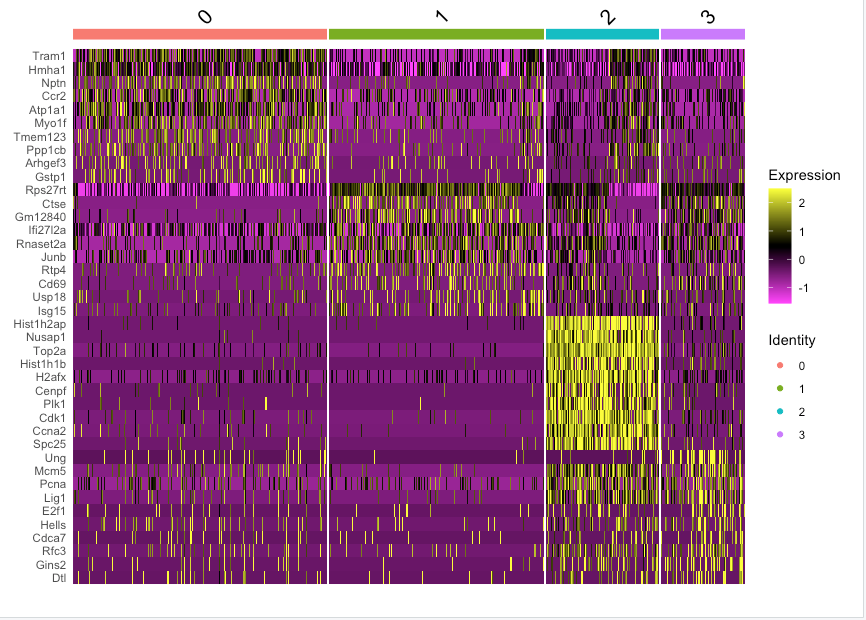 0 1 2 3
Tram1
Hmha1
Nptn
Ccr2
Atp1a1
Myo1f
Tmem123
Ppp1cb
Arhgef3
Gstp1
Rps27rt
Ctse
Gm12840
Ifi27l2a
Rnaset2a
Junb
Rtp4
Cd69
Usp18
Isg15
Hist1h2ap
Nusap1
Top2a
Hist1h1b
H2afx
Cenpf
Plk1
Cdk1
Ccna2
Spc25
Ung
Mcm5
Pcna
Lig1
E2f1
Hells
Cdca7
Rfc3
Gins2
Dtl
Expression
2
1
0
-1
Identity
0
1
2
3